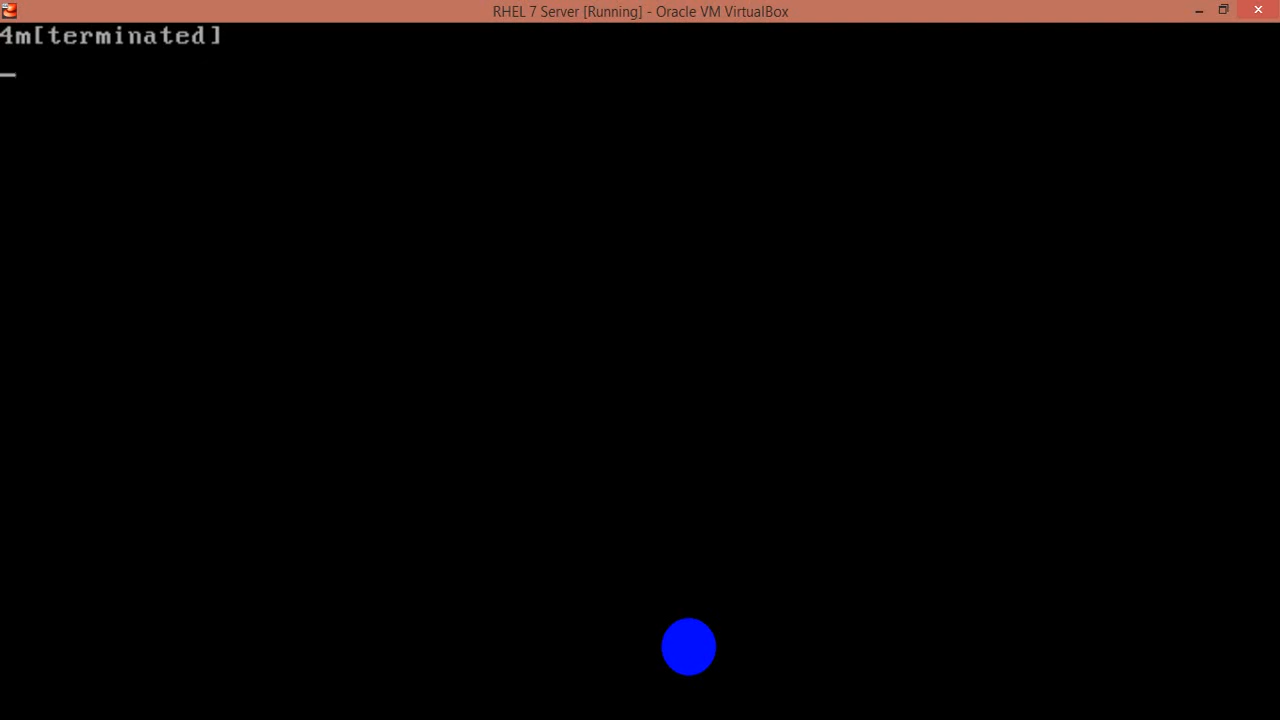 RHEL 7 Server [Running] - Oracle VM VirtualBox
4m[terminated]